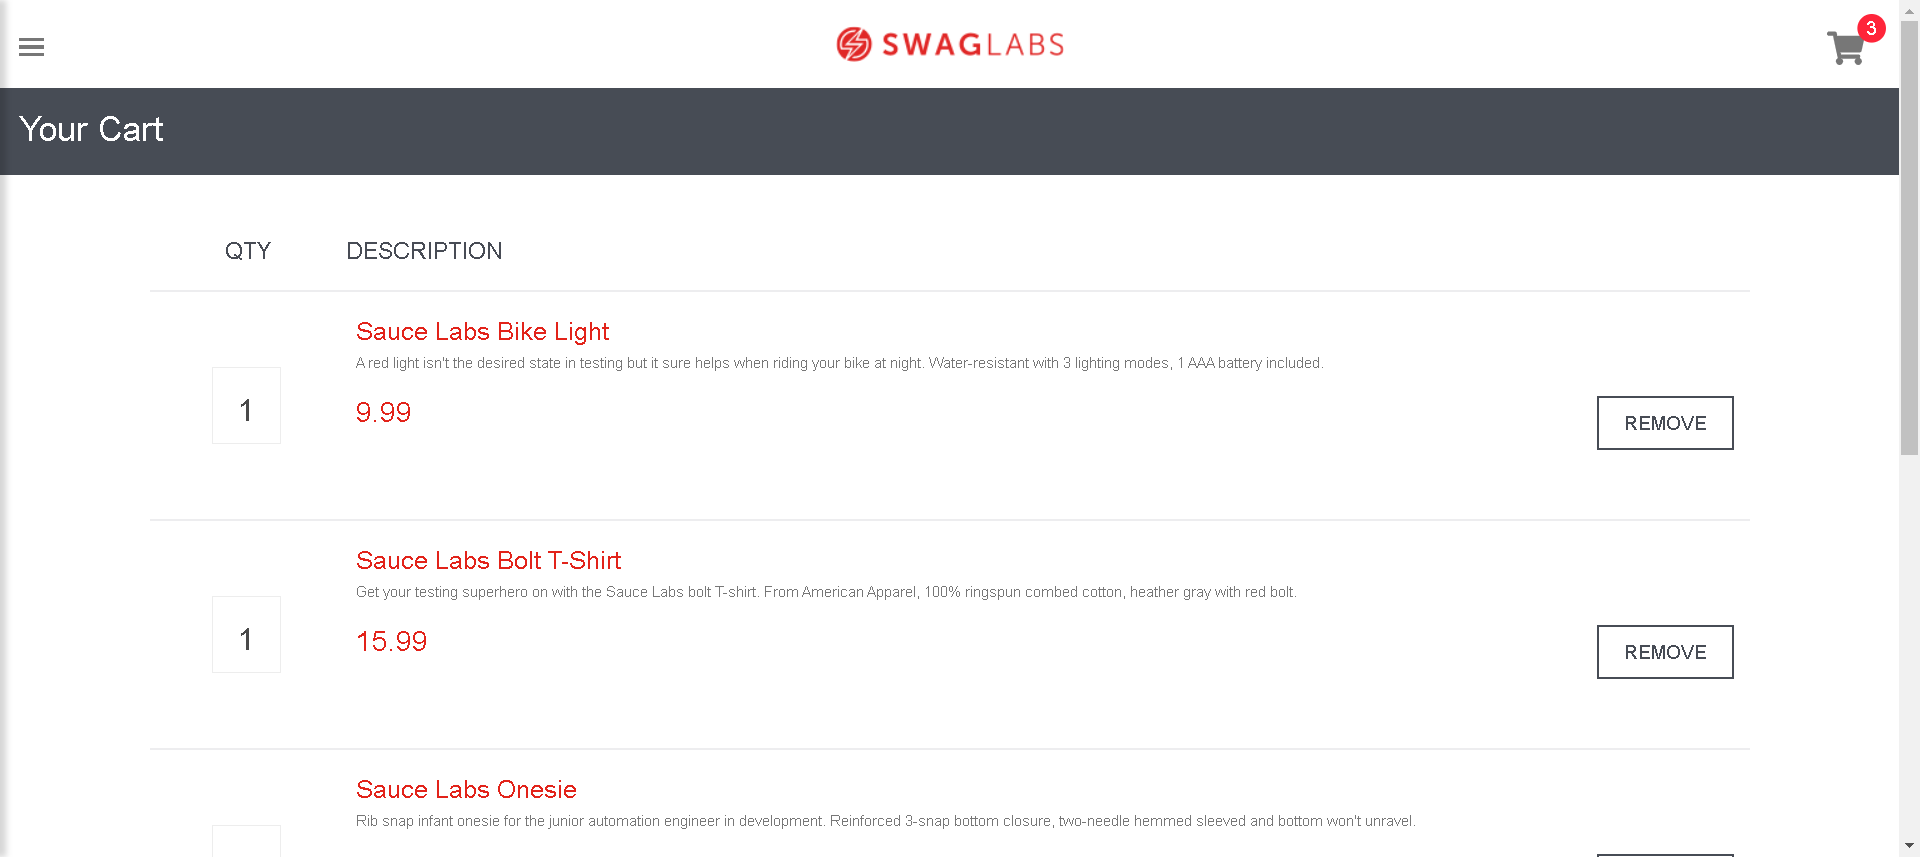 SWAGLABS
3
Your Cart
QTY DESCRIPTION
Sauce Labs Bike Light
A red light isn't the desired state in testing but it sure helps when riding your bike at night. Water-resistant with 3 lighting modes, 1 AAA battery included.
1
9.99
REMOVE
Sauce Labs Bolt T-Shirt
Get your testing superhero on with the Sauce Labs bolt T-shirt. From American Apparel, 100% ringspun combed cotton, heather gray with red bolt.
1
15.99
REMOVE
Sauce Labs Onesie
Rib snap infant onesie for the junior automation engineer in development. Reinforced 3-snap bottom closure, two-needle hemmed sleeved and bottom won't unravel.